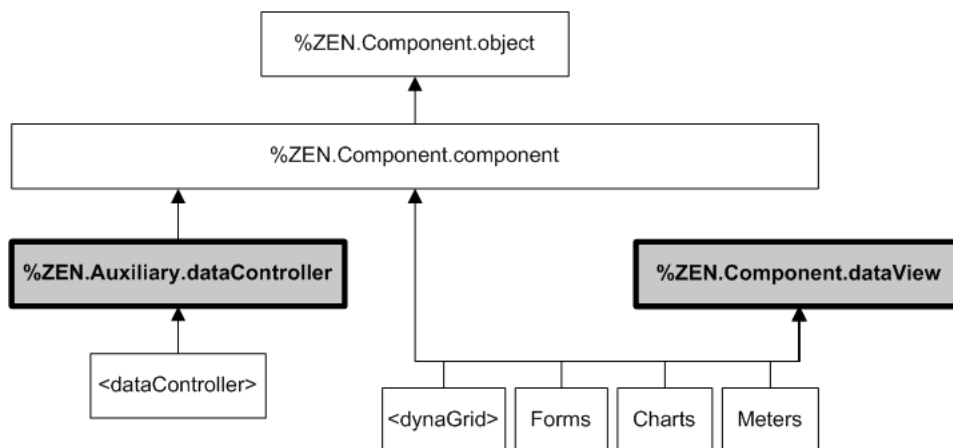 %ZEN.Component.object
%ZEN.Component.component
%ZEN.Auxiliary.dataController
%ZEN.Component.dataView
<dataController>
<dynaGrid>
Forms
Charts
Meters